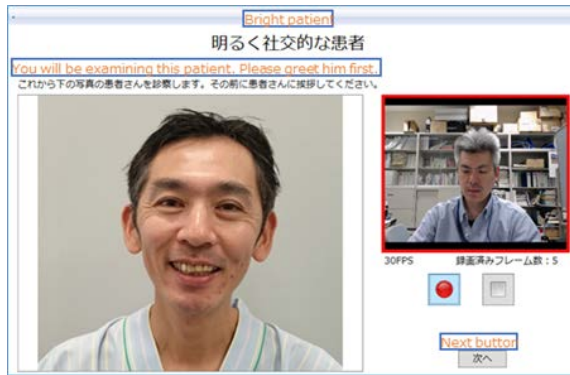 Bright patient
明るく社交的な患者
You will be examining this patient. Please greet him first.
これから下の写真の患者さんを診察します。その前に患者さんに挨拶してください。
30FPS 録画済みフレーム数：5
Next button
次へ